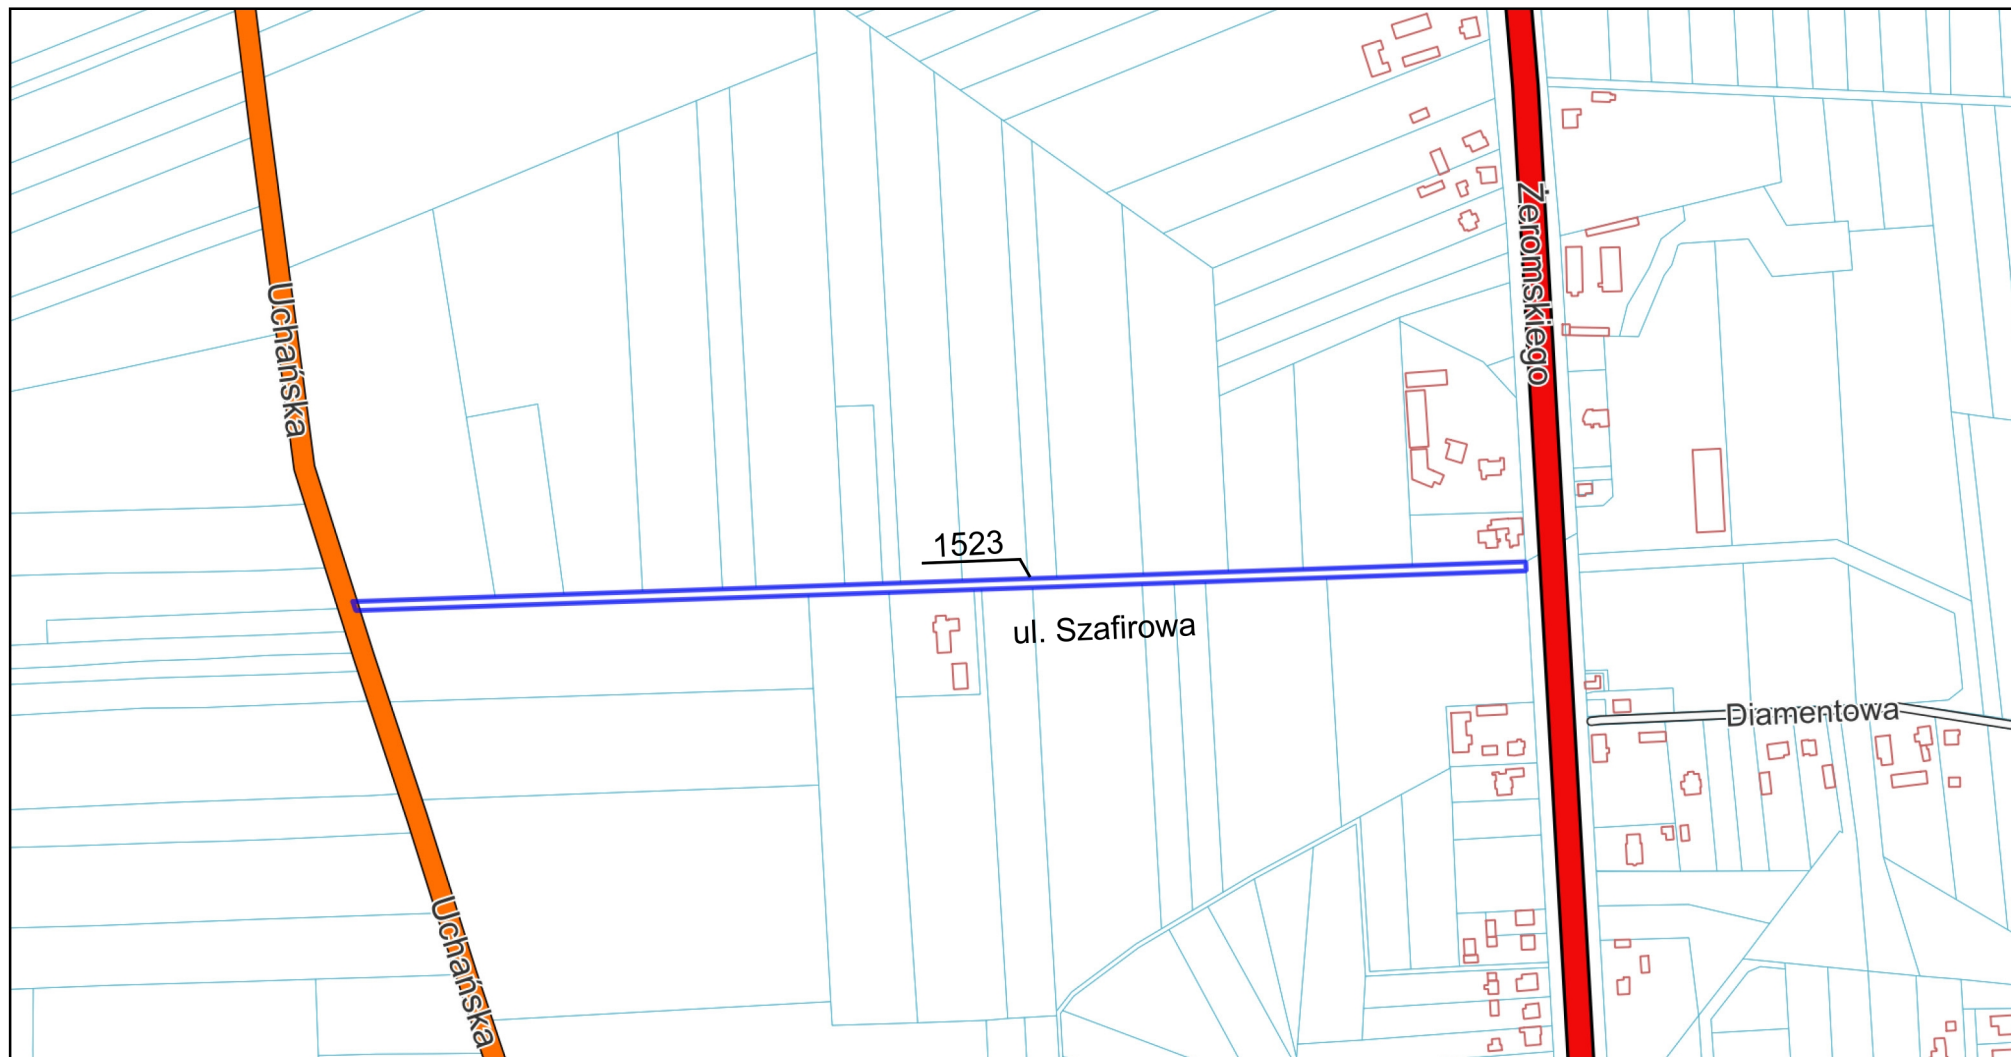 Żeromskiego
Uchańska
1523
ul. Szafirowa
Diamentowa
Uchańska